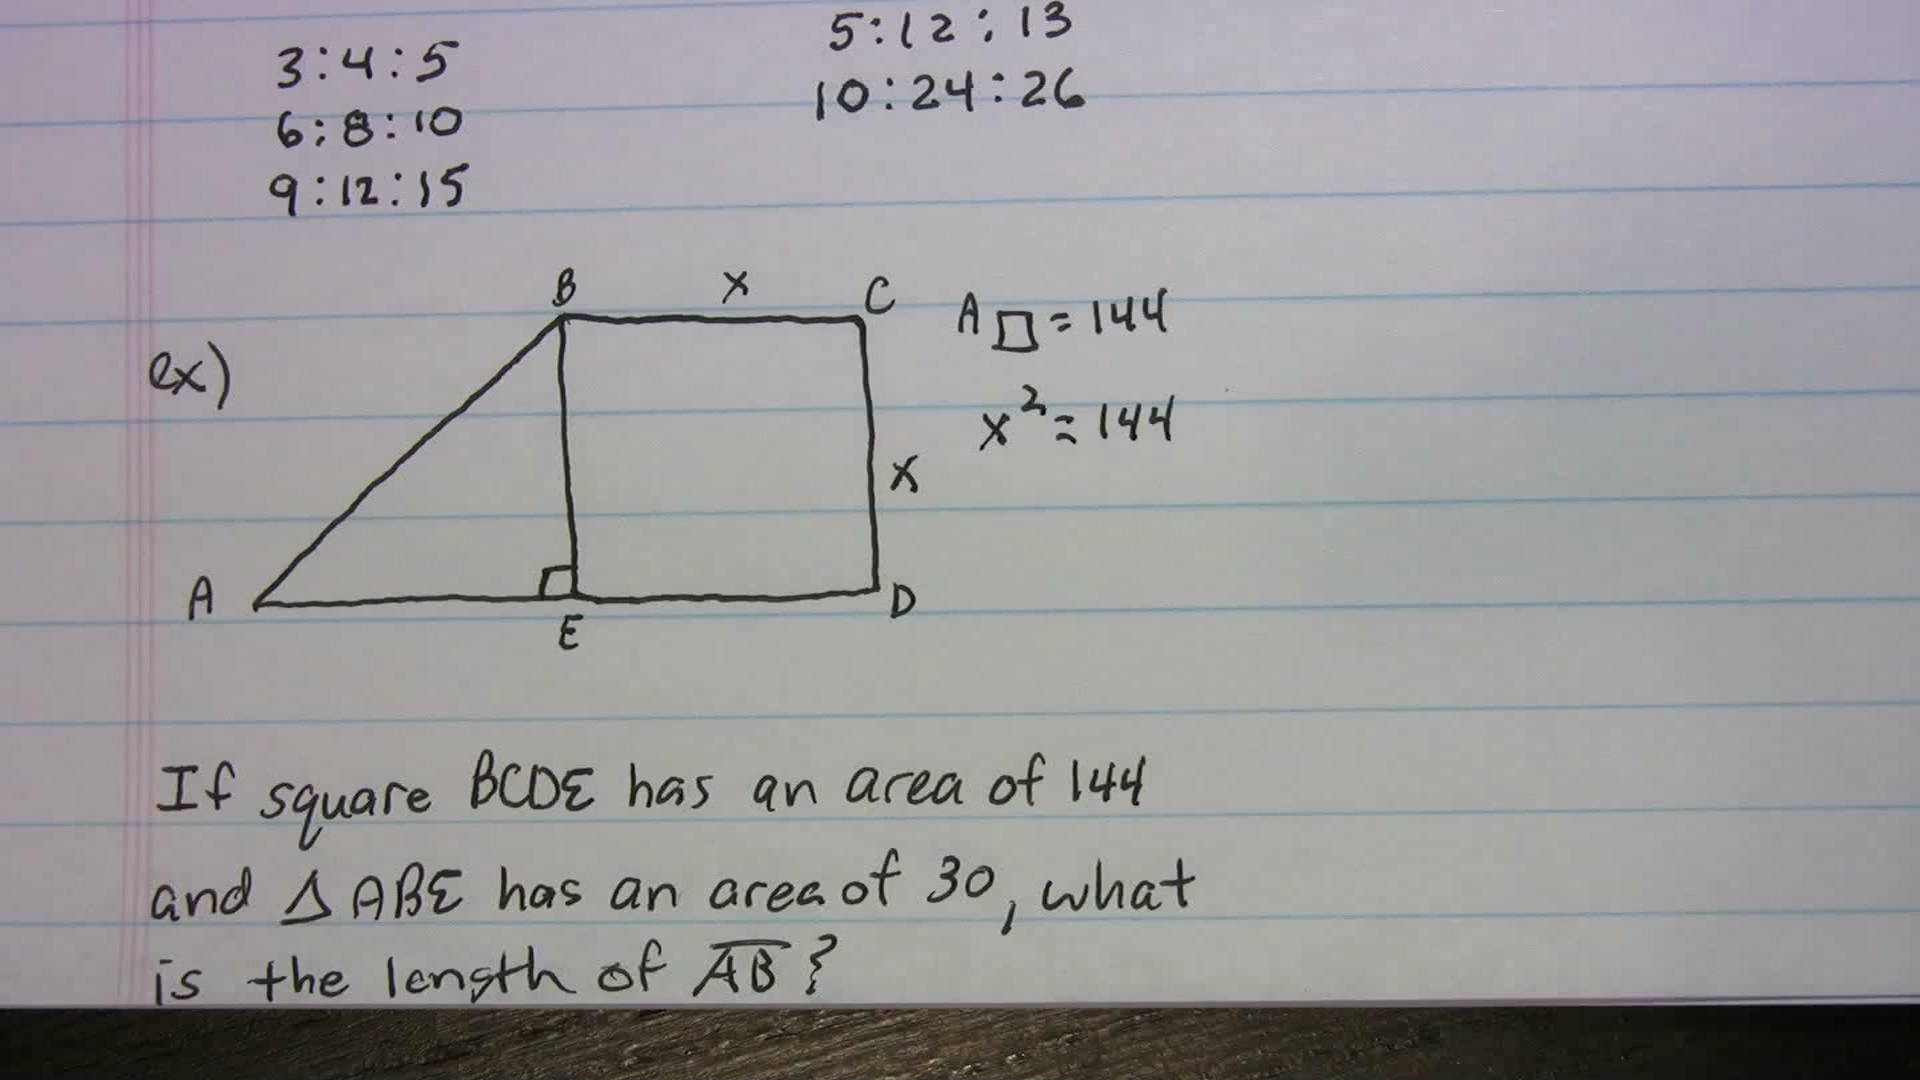 3:4:5
6:8:10
9:12:15
5:12:13
10:24:26
ex)
B
x
C
A□=144
x²=144
x
A
E
D
If square BCDE has an area of 144
and △ABE has an area of 30, what
is the length of A̅B̅?